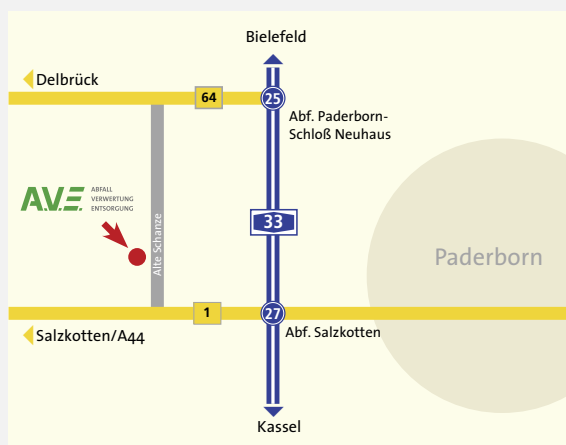 Bielefeld
Delbrück
64
25
Abf. Paderborn-
Schloß Neuhaus
A.V.E.
ABFALL
VERWERTUNG
ENTSORGUNG
Alte Schanze
33
Paderborn
1
27
Salzkotten/A44
Abf. Salzkotten
Kassel